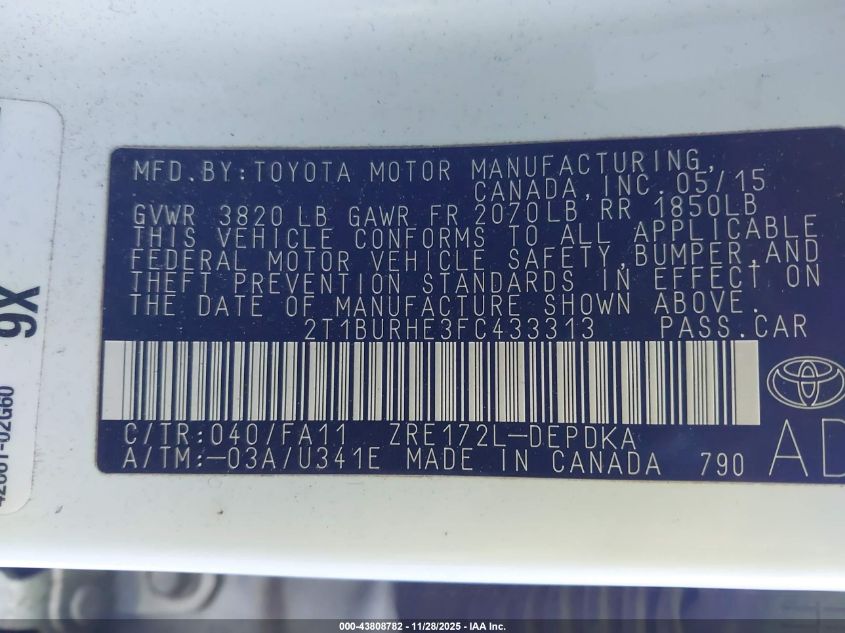 MFD.BY:TOYOTA MOTOR MANUFACTURING,
CANADA, INC. 05/15
GVWR 3820 LB GAWR FR 2070LB RR 1850LB
THIS VEHICLE CONFORMS TO ALL APPLICABLE
FEDERAL MOTOR VEHICLE SAFETY, BUMPER, AND
THEFT PREVENTION STANDARDS IN EFFECT ON
THE DATE OF MANUFACTURE SHOWN ABOVE.
2T1BURHE3FC433313 PASS.CAR
C/TR:040/FA11 ZRE172L-DEPDKA
A/TM:-03A/U341E MADE IN CANADA 790 AD
9X
000-43808782 - 11/28/2025 - IAA Inc.